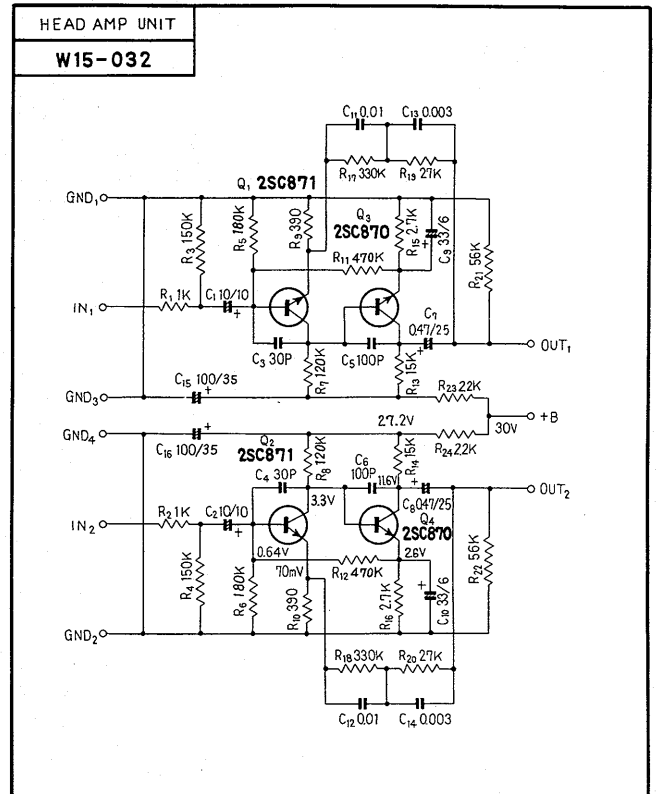 HEAD AMP UNIT
W15-032
C11 0.01 C13 0.003
R17 330K R19 27K
Q1 2SC871
GND1
R3 150K
R5 180K
R9 390
Q3
2SC870
R15 2.7K
C9 33/6
+
R11 470K
R21 56K
IN1
R1 1K
C1 10/10
+
C7
0.47/25
+
OUT1
C3 30P
C5 100P
R7 120K
R13 15K
C15 100/35
+
R23 22K
GND3
+B
30V
GND4
+
27.2V
R24 22K
C16 100/35
Q2
2SC871
R8 120K
C6
100P
R14 15K
C4 30P
11.6V
+
OUT2
C8 0.47/25
3.3V
Q4
2SC870
IN2
R2 1K
C2 10/10
+
0.64V
2.6V
R12 470K
70mV
R4 150K
R6 180K
R10 390
R16 2.7K
+
C10 33/6
R22 56K
GND2
R18 330K R20 27K
C12 0.01 C14 0.003